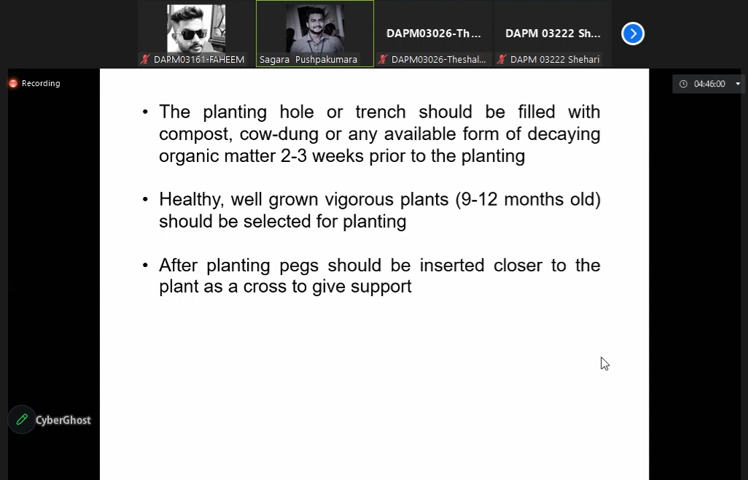 DAPM03026-Th...
DAPM 03222 Sh...
DAPM03161-FAHEEM
Sagara Pushpakumara
DAPM03026-Theshal...
DAPM 03222 Shehari
Recording
04:46:00
• The planting hole or trench should be filled with
compost, cow-dung or any available form of decaying
organic matter 2-3 weeks prior to the planting
• Healthy, well grown vigorous plants (9-12 months old)
should be selected for planting
• After planting pegs should be inserted closer to the
plant as a cross to give support
CyberGhost